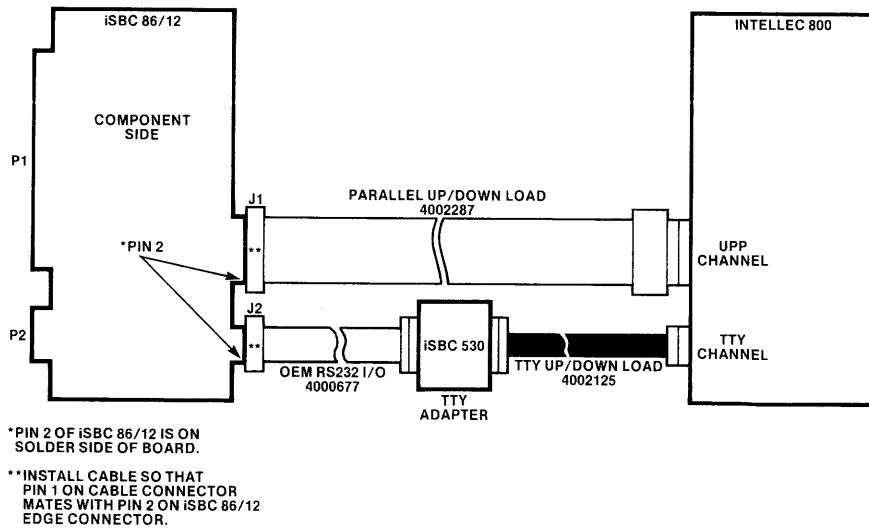 iSBC 86/12
INTELLEC 800
COMPONENT
SIDE
P1
J1
PARALLEL UP/DOWN LOAD
4002287
**
*PIN 2
UPP
CHANNEL
P2
J2
**
iSBC 530
TTY
CHANNEL
OEM RS232 I/O
4000677
TTY UP/DOWN LOAD
4002125
TTY
ADAPTER
*PIN 2 OF iSBC 86/12 IS ON
SOLDER SIDE OF BOARD.
**INSTALL CABLE SO THAT
PIN 1 ON CABLE CONNECTOR
MATES WITH PIN 2 ON iSBC 86/12
EDGE CONNECTOR.